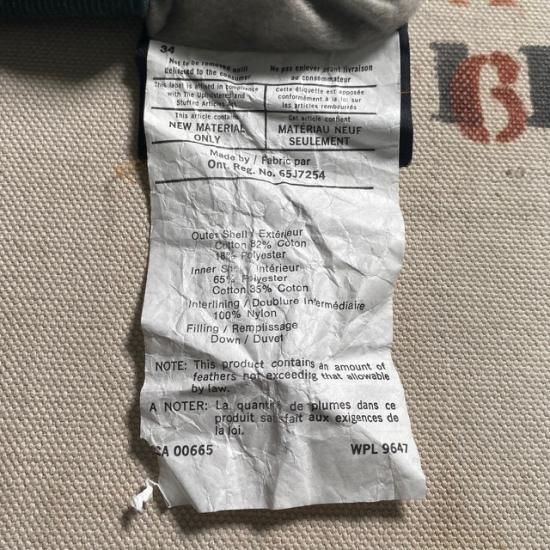 34
Not to be removed until
delivered to the consumer
Ne pas enlever avant livraison
au consommateur
This label is affixed in compliance
with The Upholstered and
Stuffed Articles Act
Cette étiquette est apposée
conformément à la loi sur
les articles rembourrés
This article contains
NEW MATERIAL
ONLY
Cet article contient
MATÉRIAU NEUF
SEULEMENT
Made by / Fabric par
Ont. Reg. No. 65J7254
Outer Shell / Extérieur
Cotton 82% Coton
18% Polyester
Inner Shell / Intérieur
65% Polyester
Cotton 35% Coton
Interlining / Doublure Intermédiaire
100% Nylon
Filling / Remplissage
Down / Duvet
NOTE: This product contains an amount of
feathers not exceeding that allowable
by law.
A NOTER: La quantité de plumes dans ce
produit satisfait aux exigences de
la loi.
CA 00665
WPL 9647